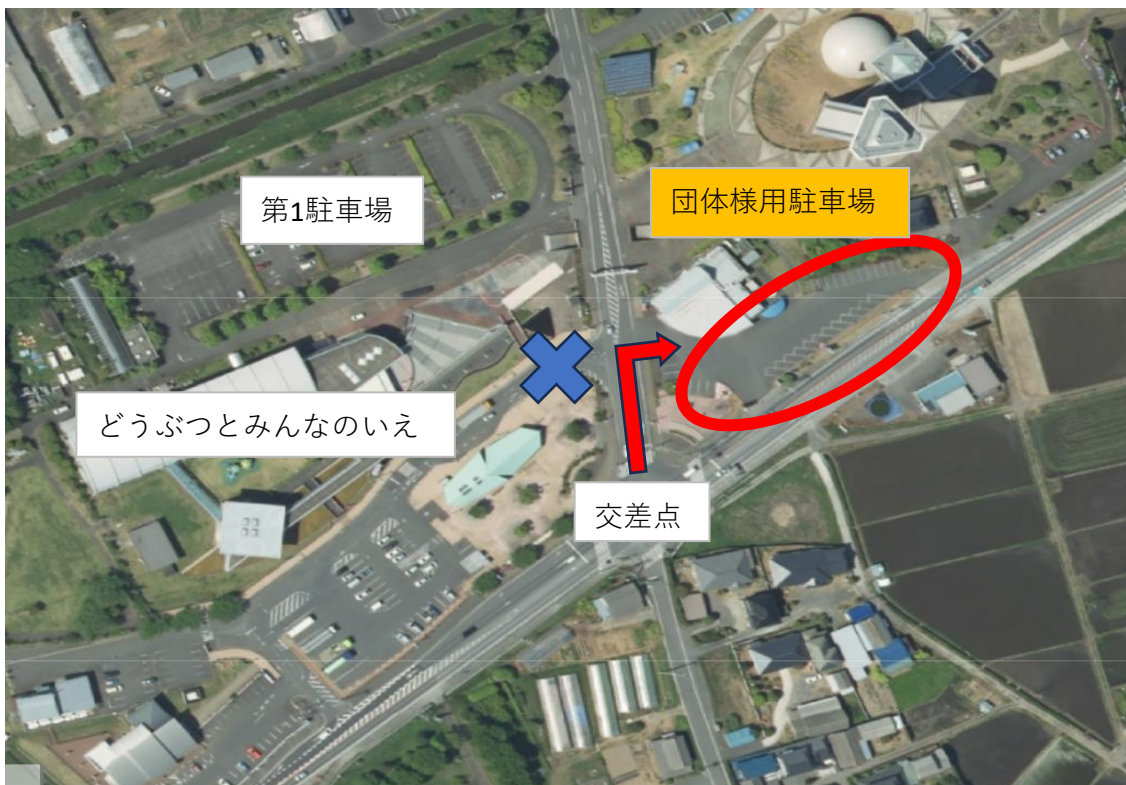 第1駐車場
団体様用駐車場
どうぶつとみんなのいえ
交差点